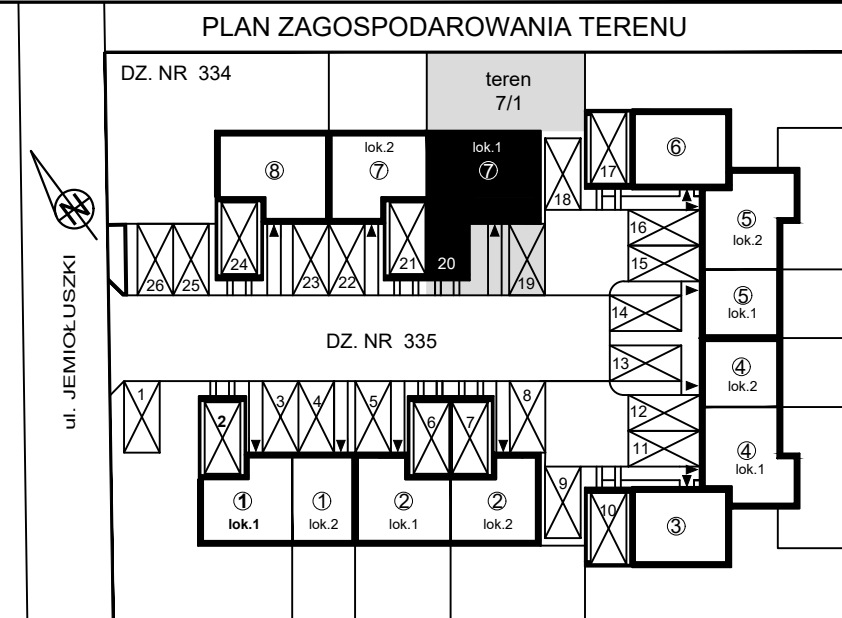 PLAN ZAGOSPODAROWANIA TERENU
DZ. NR 334
teren
7/1
ul. JEMIOŁUSZKI
N
⑧
lok.2
⑦
lok.1
⑦
17
⑥
18
16
15
⑤
lok.2
24
23
22
21
20
19
26
25
14
⑤
lok.1
DZ. NR 335
13
④
lok.2
1
2
3
4
5
6
7
8
12
11
④
lok.1
①
lok.1
①
lok.2
②
lok.1
②
lok.2
9
10
③